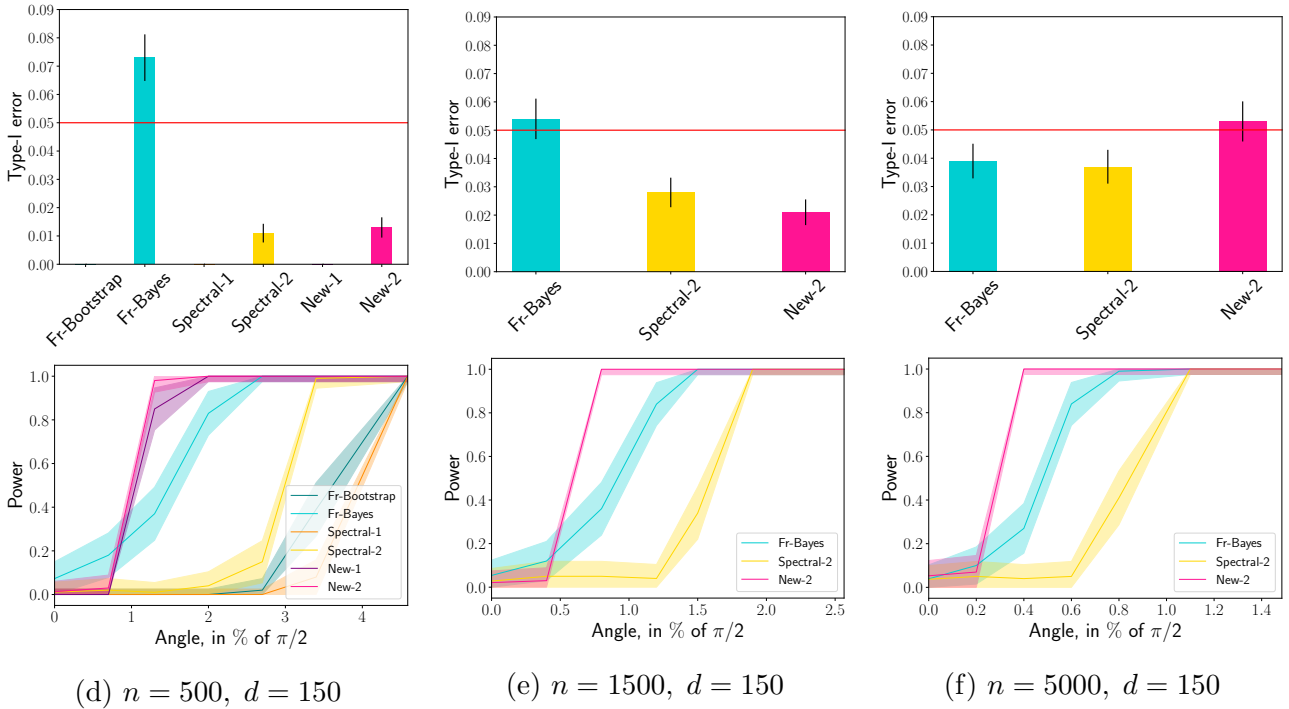 0.09
0.08
0.07
0.06
0.05
0.04
0.03
0.02
0.01
0.00
Type-I error
Fr-Bootstrap
Fr-Bayes
Spectral-1
Spectral-2
New-1
New-2
0.09
0.08
0.07
0.06
0.05
0.04
0.03
0.02
0.01
0.00
Type-I error
Fr-Bayes
Spectral-2
New-2
0.09
0.08
0.07
0.06
0.05
0.04
0.03
0.02
0.01
0.00
Type-I error
Fr-Bayes
Spectral-2
New-2
1.0
0.8
0.6
0.4
0.2
0.0
Power
Fr-Bootstrap
Fr-Bayes
Spectral-1
Spectral-2
New-1
New-2
0 1 2 3 4
Angle, in % of π/2
1.0
0.8
0.6
0.4
0.2
0.0
Power
Fr-Bayes
Spectral-2
New-2
0.0 0.5 1.0 1.5 2.0 2.5
Angle, in % of π/2
1.0
0.8
0.6
0.4
0.2
0.0
Power
Fr-Bayes
Spectral-2
New-2
0.0 0.2 0.4 0.6 0.8 1.0 1.2 1.4
Angle, in % of π/2
(d) n = 500, d = 150
(e) n = 1500, d = 150
(f) n = 5000, d = 150